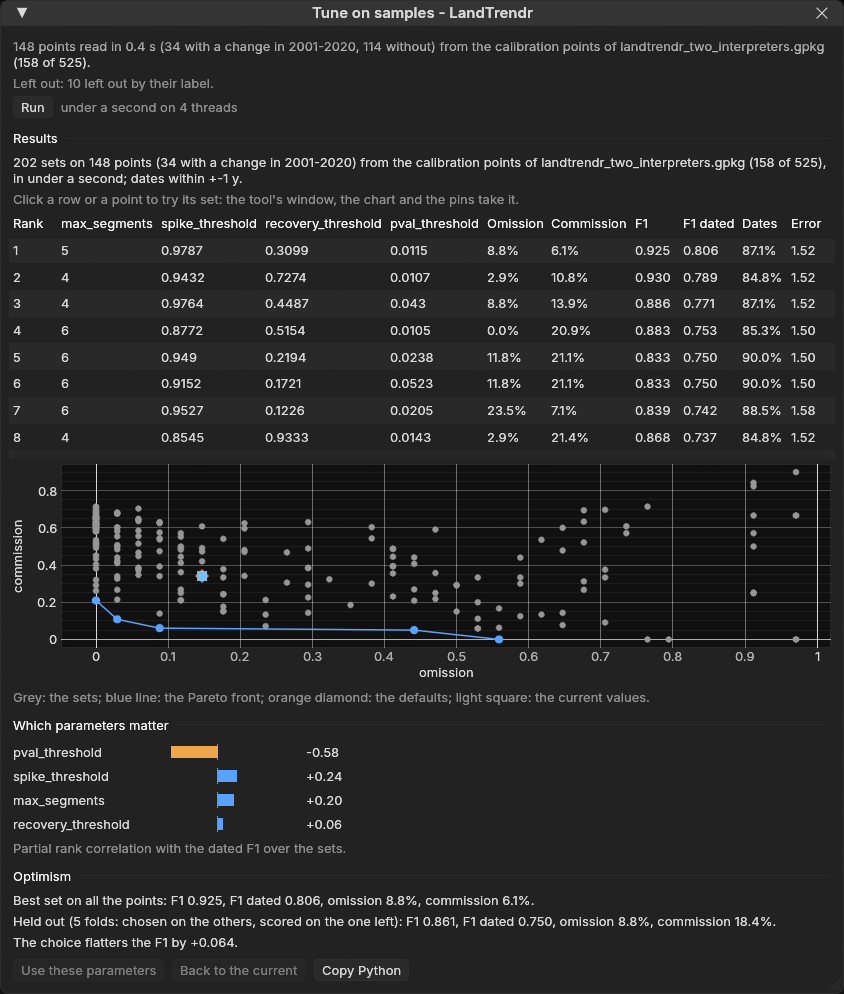 Tune on samples - LandTrendr
148 points read in 0.4 s (34 with a change in 2001-2020, 114 without) from the calibration points of landtrendr_two_interpreters.gpkg
(158 of 525).
Left out: 10 left out by their label.
Run under a second on 4 threads
Results
202 sets on 148 points (34 with a change in 2001-2020) from the calibration points of landtrendr_two_interpreters.gpkg (158 of 525),
in under a second; dates within +-1 y.
Click a row or a point to try its set: the tool's window, the chart and the pins take it.
Rank max_segments spike_threshold recovery_threshold pval_threshold Omission Commission F1 F1 dated Dates Error
1 5 0.9787 0.3099 0.0115 8.8% 6.1% 0.925 0.806 87.1% 1.52
2 4 0.9432 0.7274 0.0107 2.9% 10.8% 0.930 0.789 84.8% 1.52
3 4 0.9764 0.4487 0.043 8.8% 13.9% 0.886 0.771 87.1% 1.52
4 6 0.8772 0.5154 0.0105 0.0% 20.9% 0.883 0.753 85.3% 1.50
5 6 0.949 0.2194 0.0238 11.8% 21.1% 0.833 0.750 90.0% 1.50
6 6 0.9152 0.1721 0.0523 11.8% 21.1% 0.833 0.750 90.0% 1.50
7 6 0.9527 0.1226 0.0205 23.5% 7.1% 0.839 0.742 88.5% 1.58
8 4 0.8545 0.9333 0.0143 2.9% 21.4% 0.868 0.737 84.8% 1.52
commission
0.8
0.6
0.4
0.2
0
0 0.1 0.2 0.3 0.4 0.5 0.6 0.7 0.8 0.9 1
omission
Grey: the sets; blue line: the Pareto front; orange diamond: the defaults; light square: the current values.
Which parameters matter
pval_threshold -0.58
spike_threshold +0.24
max_segments +0.20
recovery_threshold +0.06
Partial rank correlation with the dated F1 over the sets.
Optimism
Best set on all the points: F1 0.925, F1 dated 0.806, omission 8.8%, commission 6.1%.
Held out (5 folds: chosen on the others, scored on the one left): F1 0.861, F1 dated 0.750, omission 8.8%, commission 18.4%.
The choice flatters the F1 by +0.064.
Use these parameters Back to the current Copy Python